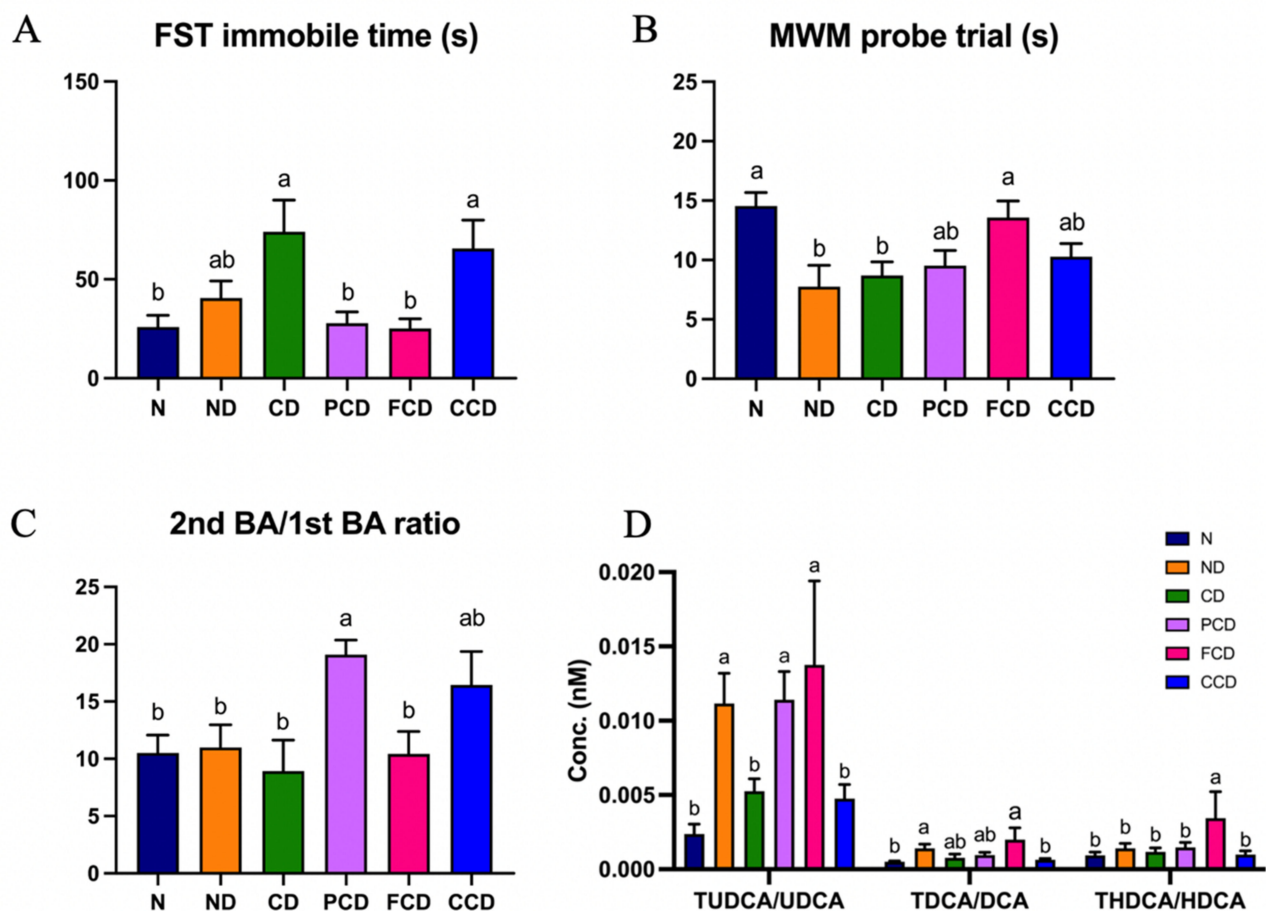 A
FST immobile time (s)
150
100
50
0
b
ab
a
b
b
a
N ND CD PCD FCD CCD
B
MWM probe trial (s)
25
20
15
10
5
0
a
b
b
ab
a
ab
N ND CD PCD FCD CCD
C
2nd BA/1st BA ratio
25
20
15
10
5
0
b
b
b
a
b
ab
N ND CD PCD FCD CCD
D
N
ND
CD
PCD
FCD
CCD
Conc. (nM)
0.020
0.015
0.010
0.005
0.000
b
a
b
a
a
b
b
a
ab
ab
a
b
b
b
b
b
a
b
TUDCA/UDCA TDCA/DCA THDCA/HDCA